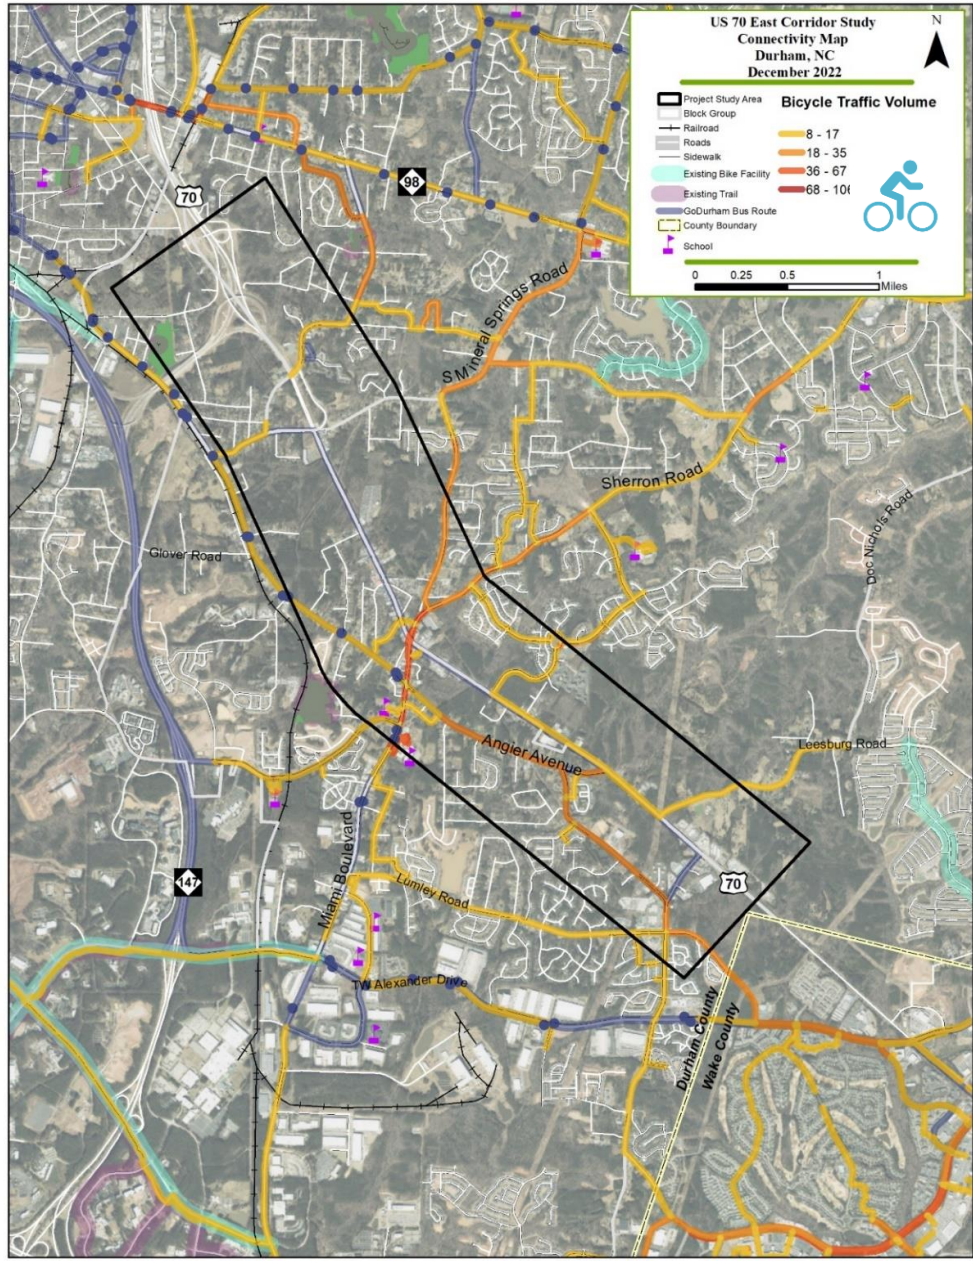 US 70 East Corridor Study
Connectivity Map
Durham, NC
December 2022
N
Project Study Area
Block Group
Railroad
Roads
Sidewalk
Existing Bike Facility
Existing Trail
GoDurham Bus Route
County Boundary
School
Bicycle Traffic Volume
8 - 17
18 - 35
36 - 67
68 - 106
0 0.25 0.5 1
Miles
98
70
S Mineral Springs Road
Sherron Road
Doc Nichols Road
Glover Road
Leesburg Road
Angier Avenue
Miami Boulevard
147
Lumley Road
70
TW Alexander Drive
Durham County
Wake County